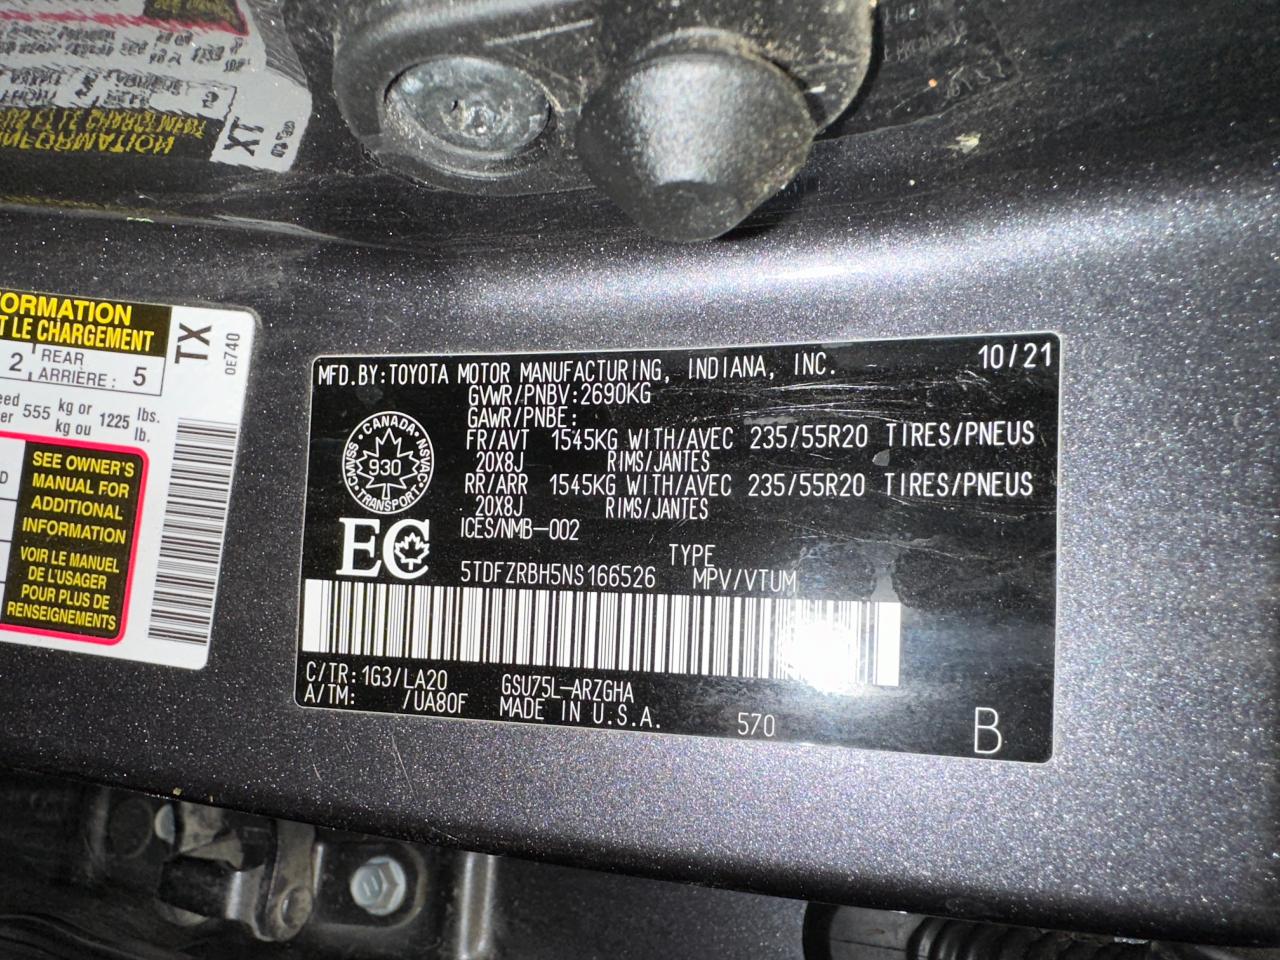 FORMATION
T LE CHARGEMENT
2 REAR
ARRIÈRE : 5
555 kg or 1225 lbs.
kg ou lb.
SEE OWNER'S
MANUAL FOR
ADDITIONAL
INFORMATION
VOIR LE MANUEL
DE L'USAGER
POUR PLUS DE
RENSEIGNEMENTS
TX
0E740
MFD.BY:TOYOTA MOTOR MANUFACTURING, INDIANA, INC. 10/21
GVWR/PNBV:2690KG
GAWR/PNBE:
FR/AVT 1545KG WITH/AVEC 235/55R20 TIRES/PNEUS
20X8J RIMS/JANTES
RR/ARR 1545KG WITH/AVEC 235/55R20 TIRES/PNEUS
20X8J RIMS/JANTES
ICES/NMB-002
CANADA
CMVSS 930 NSVAC
TRANSPORT
EC
TYPE
5TDFZRBH5NS166526 MPV/VTUM
C/TR:1G3/LA20 GSU75L-ARZGHA
A/TM: /UA80F MADE IN U.S.A. 570
B